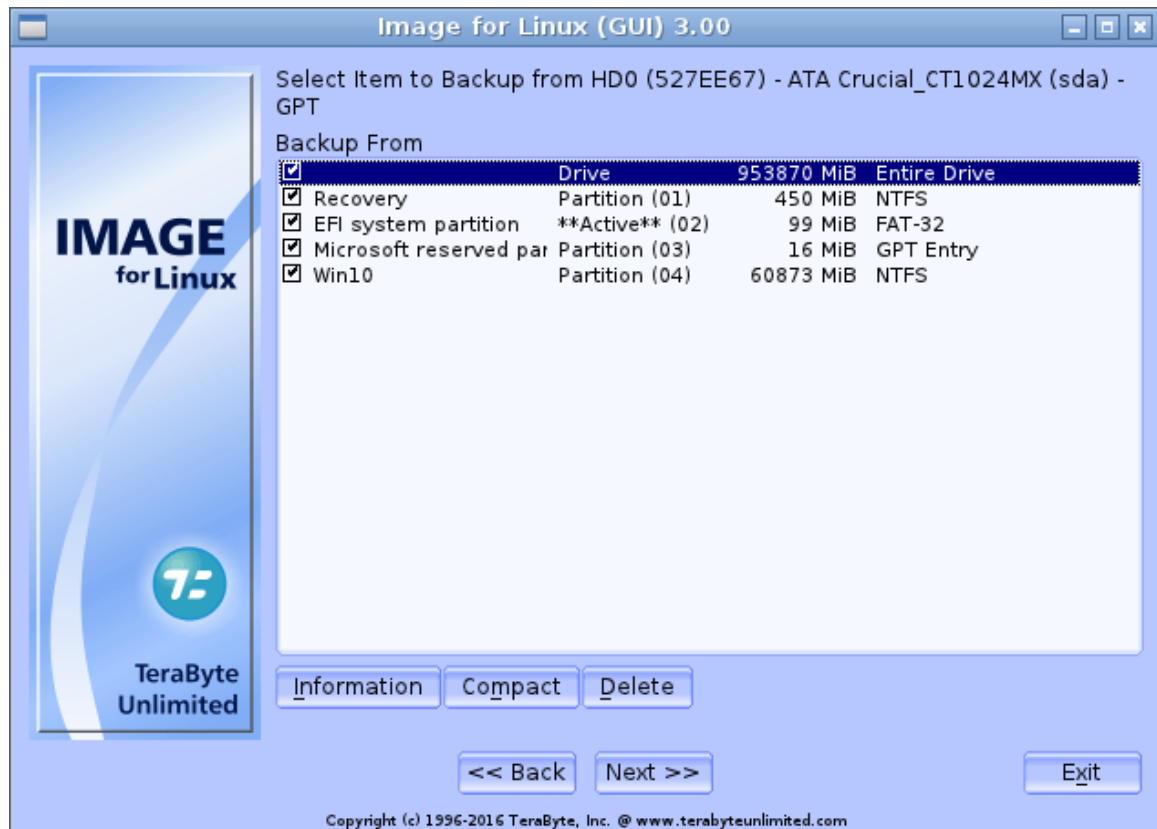 Image for Linux (GUI) 3.00
Select Item to Backup from HD0 (527EE67) - ATA Crucial_CT1024MX (sda) -
GPT
Backup From
Drive 953870 MiB Entire Drive
Recovery Partition (01) 450 MiB NTFS
EFI system partition **Active** (02) 99 MiB FAT-32
Microsoft reserved par Partition (03) 16 MiB GPT Entry
Win10 Partition (04) 60873 MiB NTFS
IMAGE
for Linux
TeraByte
Unlimited
Information Compact Delete
<< Back Next >> Exit
Copyright (c) 1996-2016 TeraByte, Inc. @ www.terabyteunlimited.com